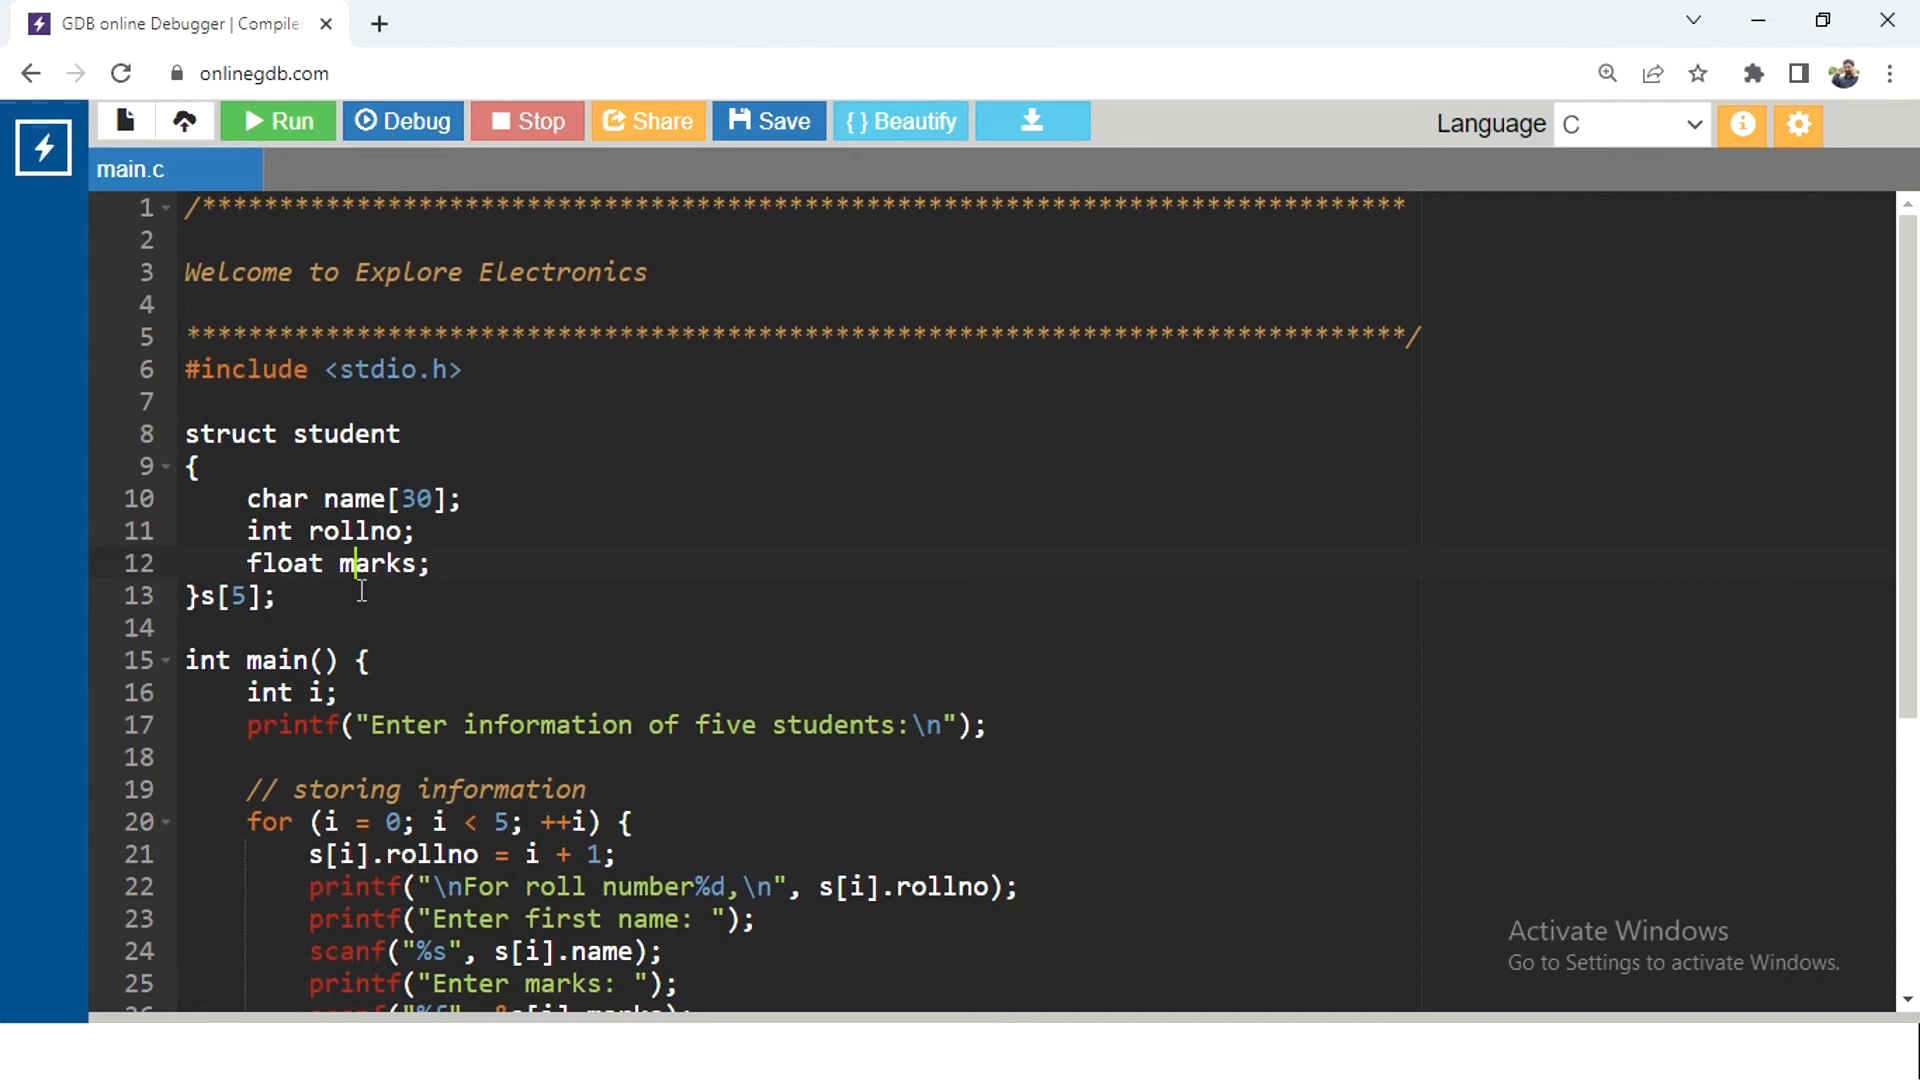 GDB online Debugger | Compiler
onlinegdb.com
Run Debug Stop Share Save { } Beautify Language C
main.c
1 /******************************************************************************
2
3 Welcome to Explore Electronics
4
5 *******************************************************************************/
6 #include <stdio.h>
7
8 struct student
9 {
10 char name[30];
11 int rollno;
12 float marks;
13 }s[5];
14
15 int main() {
16 int i;
17 printf("Enter information of five students:\n");
18
19 // storing information
20 for (i = 0; i < 5; ++i) {
21 s[i].rollno = i + 1;
22 printf("\nFor roll number%d,\n", s[i].rollno);
23 printf("Enter first name: ");
24 scanf("%s", s[i].name);
25 printf("Enter marks: ");
Activate Windows
Go to Settings to activate Windows.